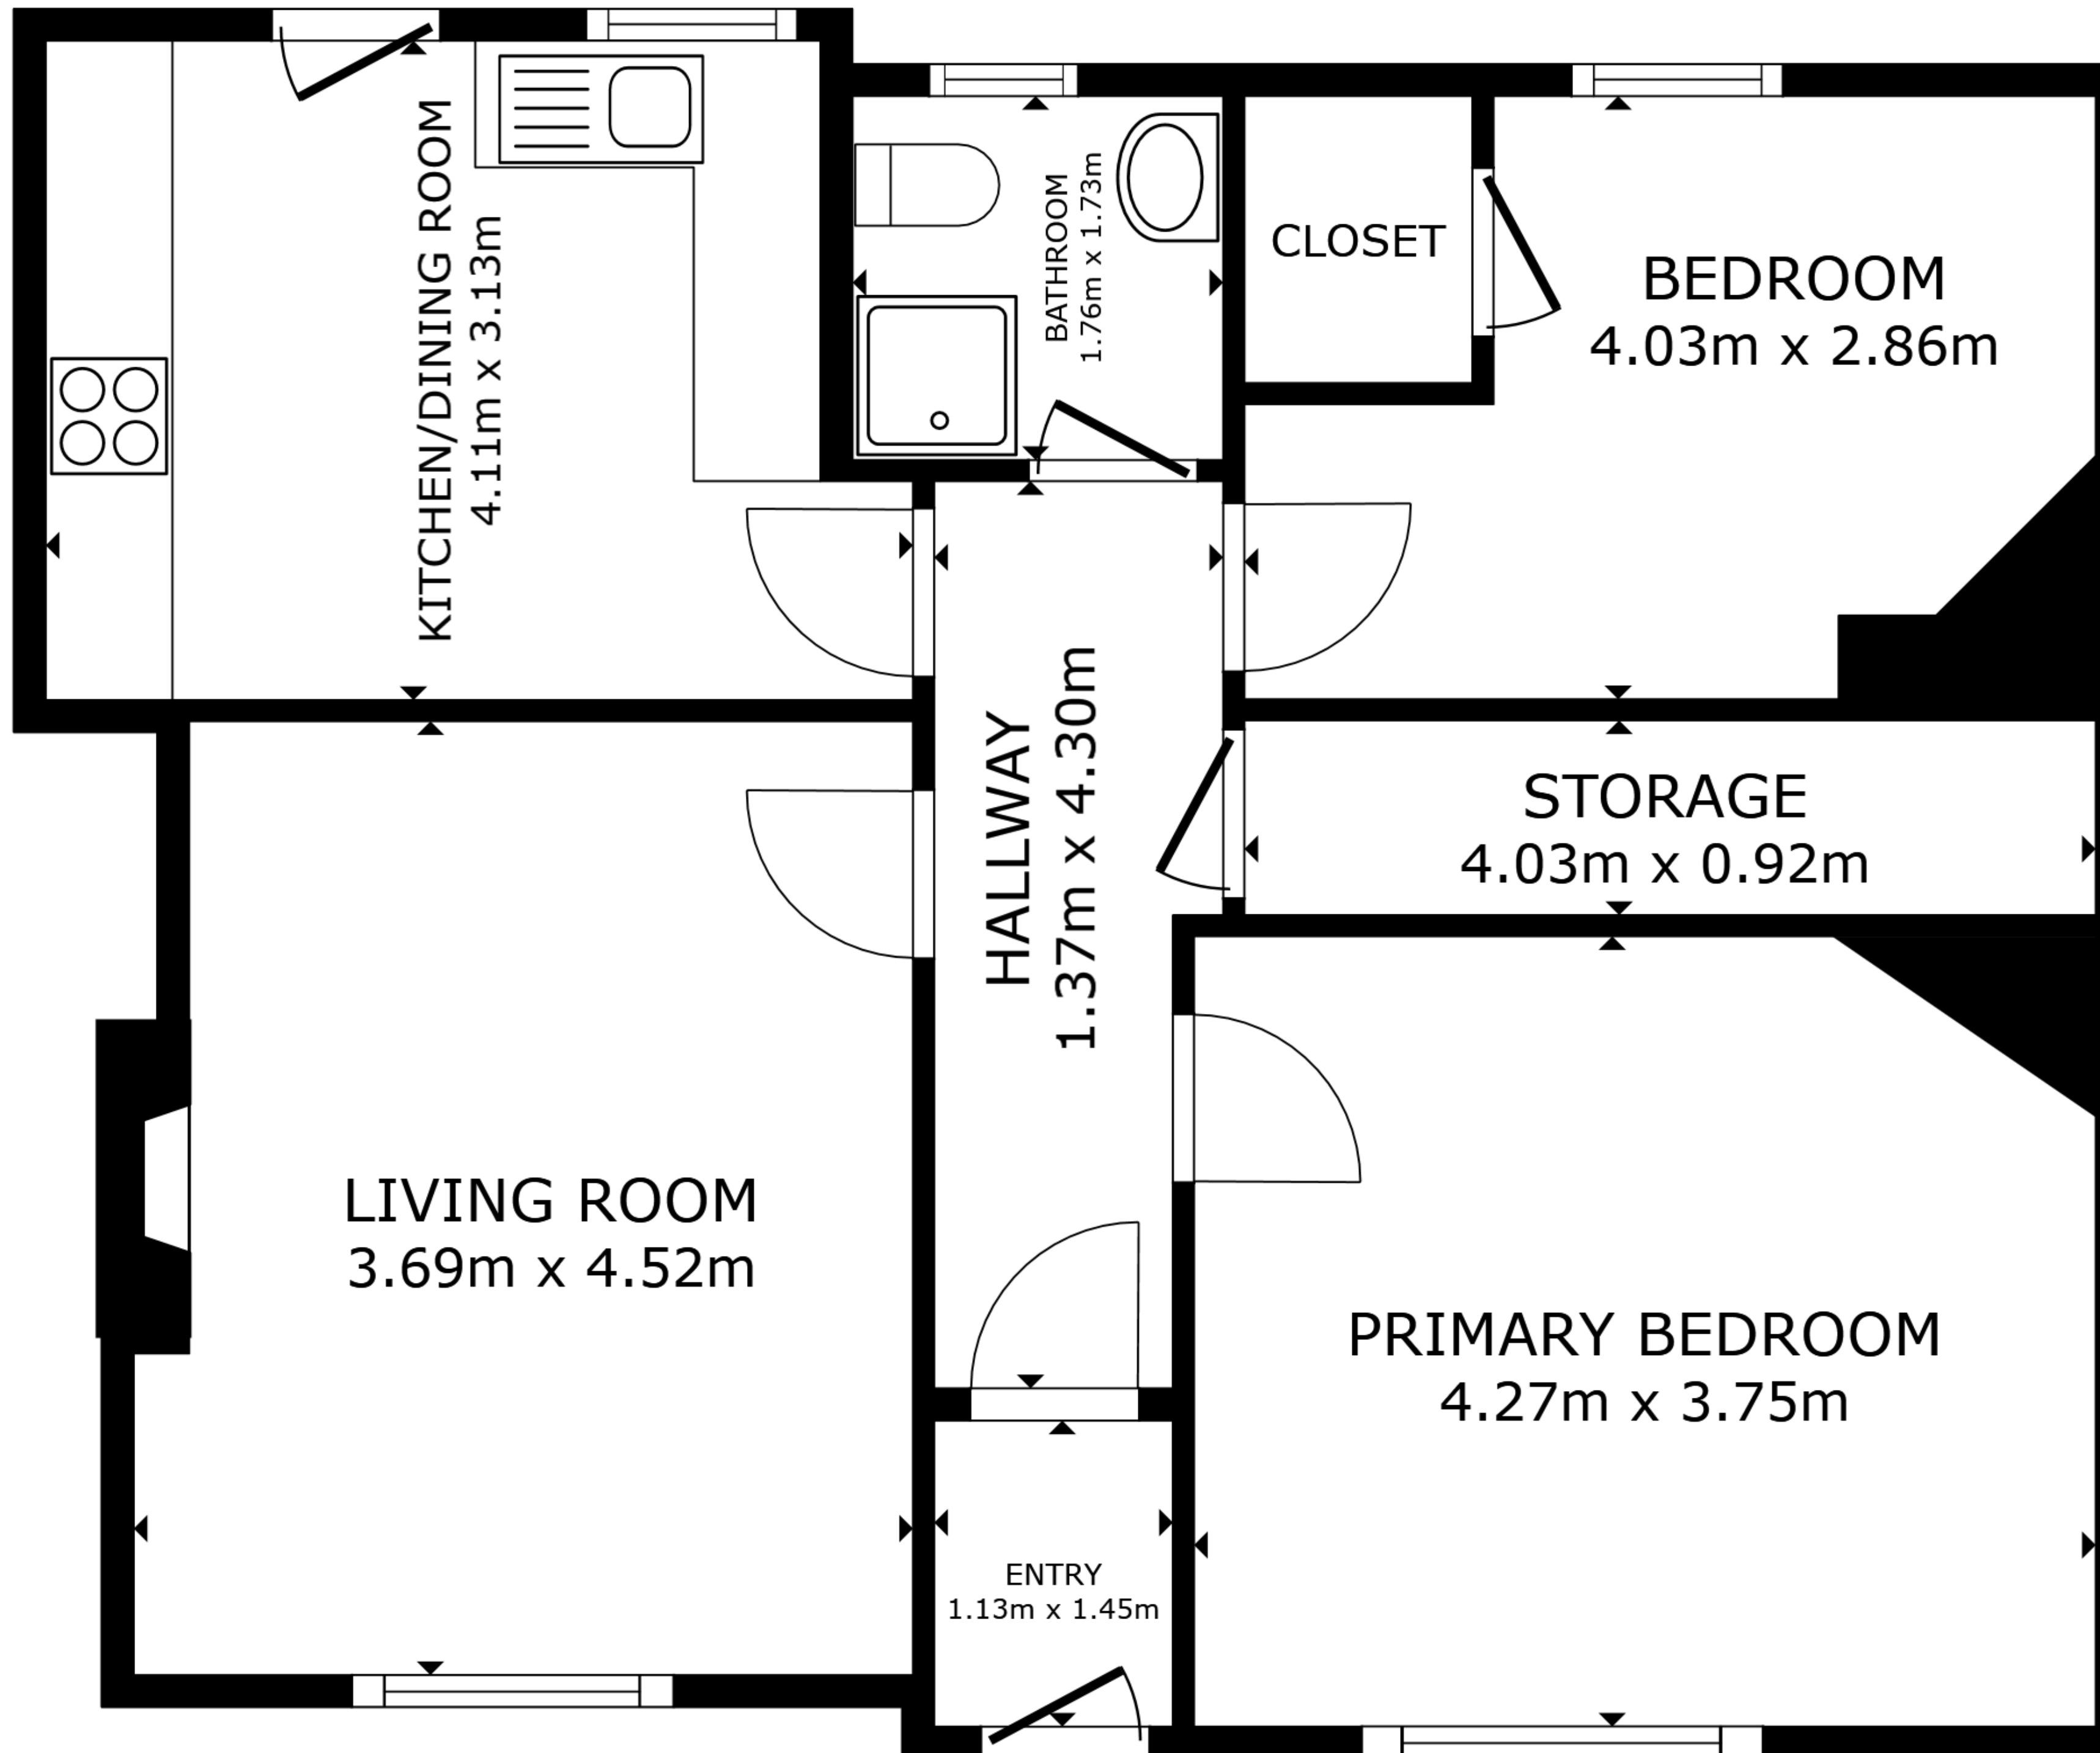 KITCHEN/DINING ROOM
4.11m x 3.13m
BATHROOM
1.76m x 1.73m
CLOSET
BEDROOM
4.03m x 2.86m
HALLWAY
1.37m x 4.30m
STORAGE
4.03m x 0.92m
LIVING ROOM
3.69m x 4.52m
PRIMARY BEDROOM
4.27m x 3.75m
ENTRY
1.13m x 1.45m